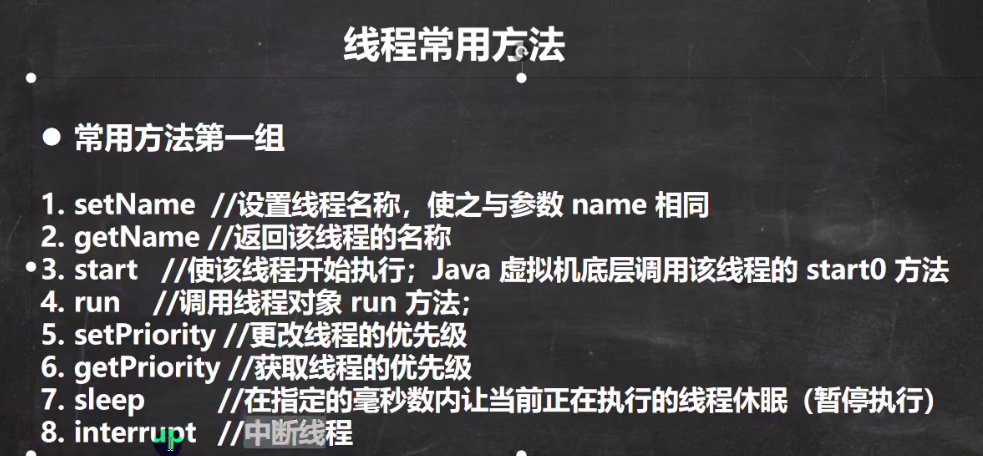 线程常用方法
● 常用方法第一组
1. setName //设置线程名称，使之与参数 name 相同
2. getName //返回该线程的名称
3. start //使该线程开始执行；Java 虚拟机底层调用该线程的 start0 方法
4. run //调用线程对象 run 方法；
5. setPriority //更改线程的优先级
6. getPriority //获取线程的优先级
7. sleep //在指定的毫秒数内让当前正在执行的线程休眠（暂停执行）
8. interrupt //中断线程